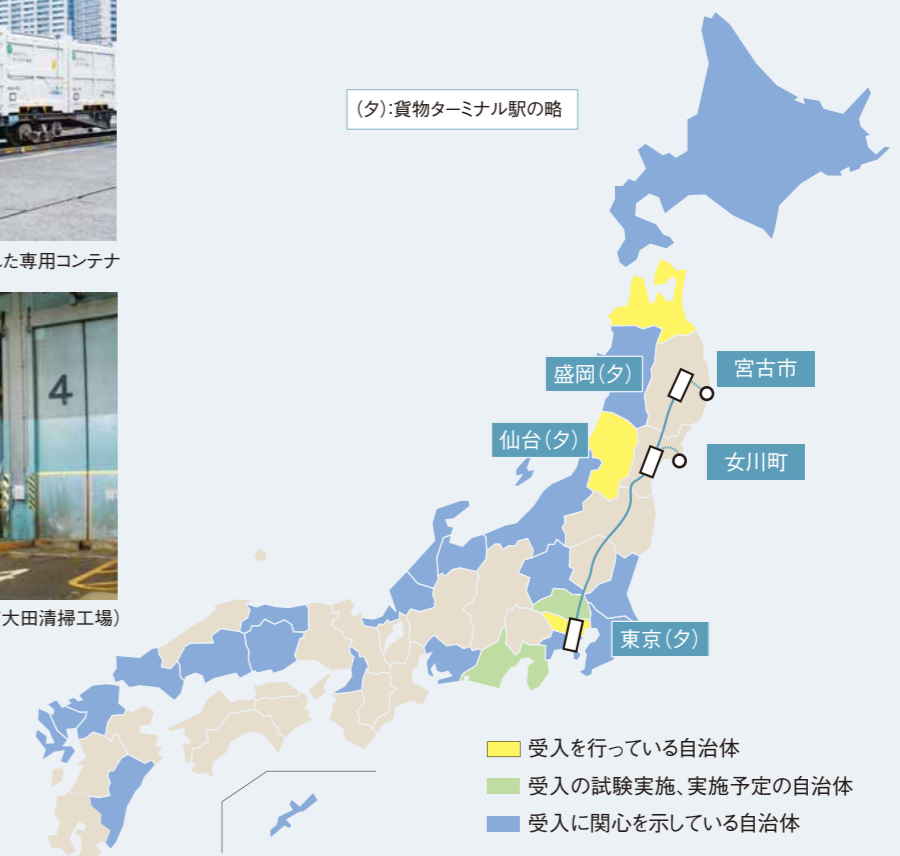 (タ):貨物ターミナル駅の略
た専用コンテナ
4
大田清掃工場)
盛岡(タ)
宮古市
仙台(タ)
女川町
東京(タ)
受入を行っている自治体
受入の試験実施、実施予定の自治体
受入に関心を示している自治体